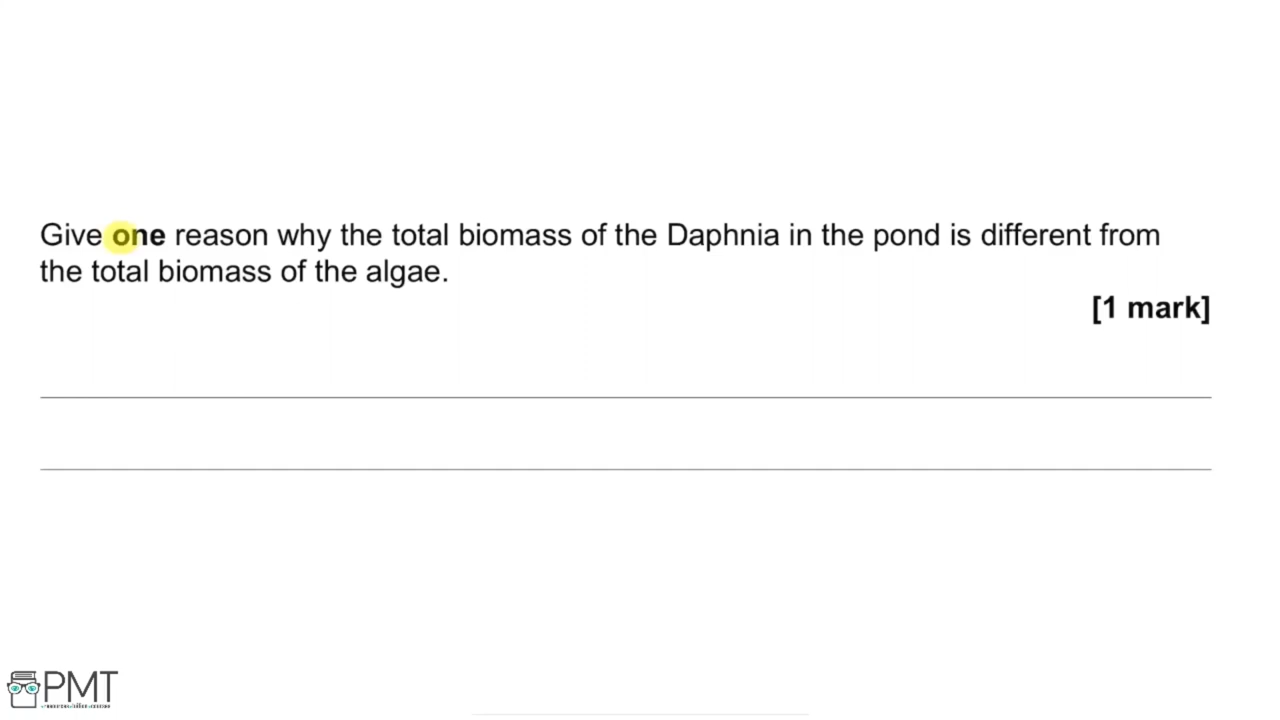 Give one reason why the total biomass of the Daphnia in the pond is different from
the total biomass of the algae.
[1 mark]
PMT